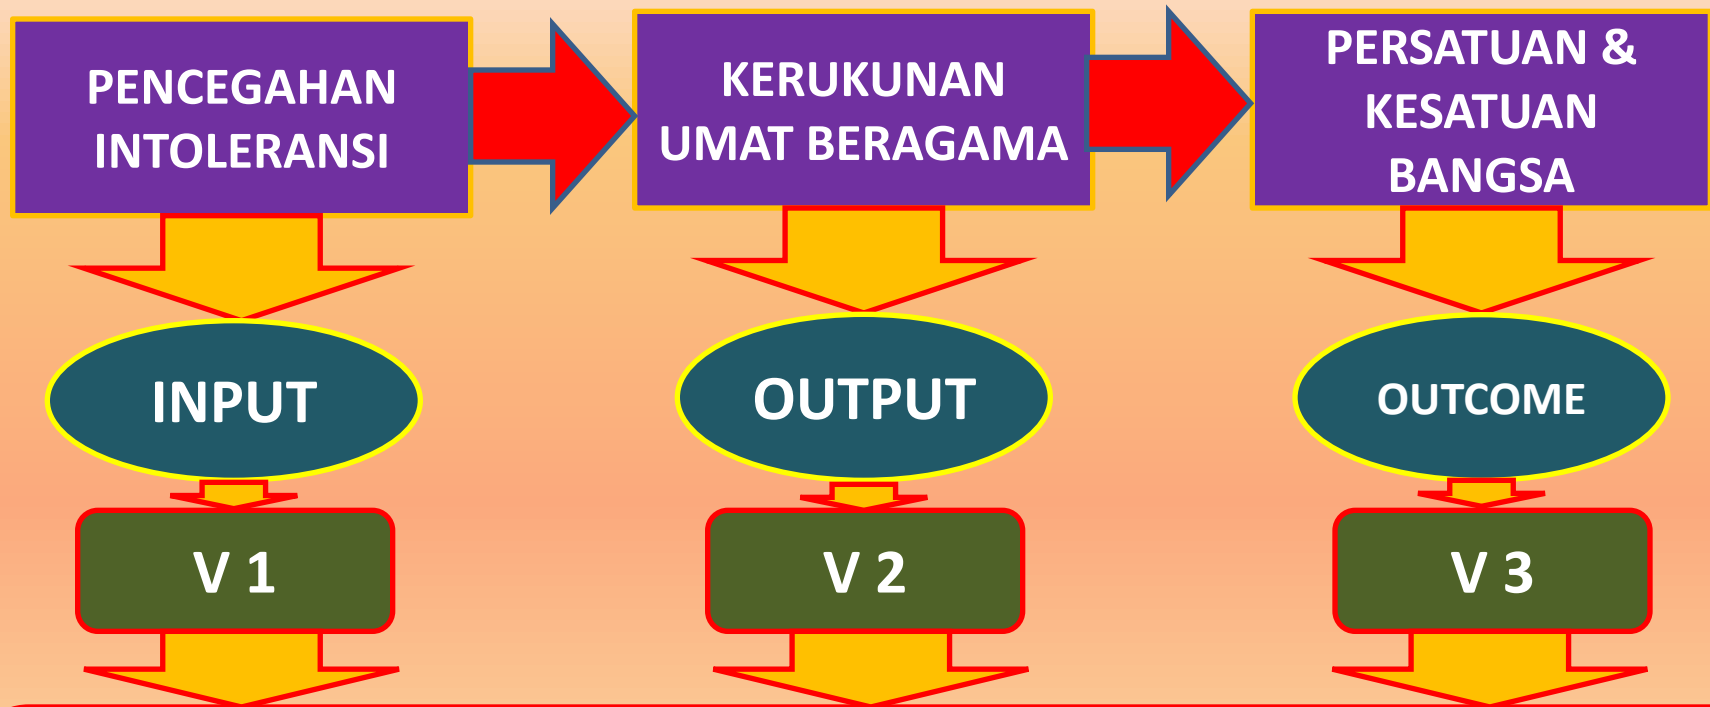 PENCEGAHAN
INTOLERANSI
KERUKUNAN
UMAT BERAGAMA
PERSATUAN &
KESATUAN
BANGSA
INPUT
OUTPUT
OUTCOME
V 1
V 2
V 3